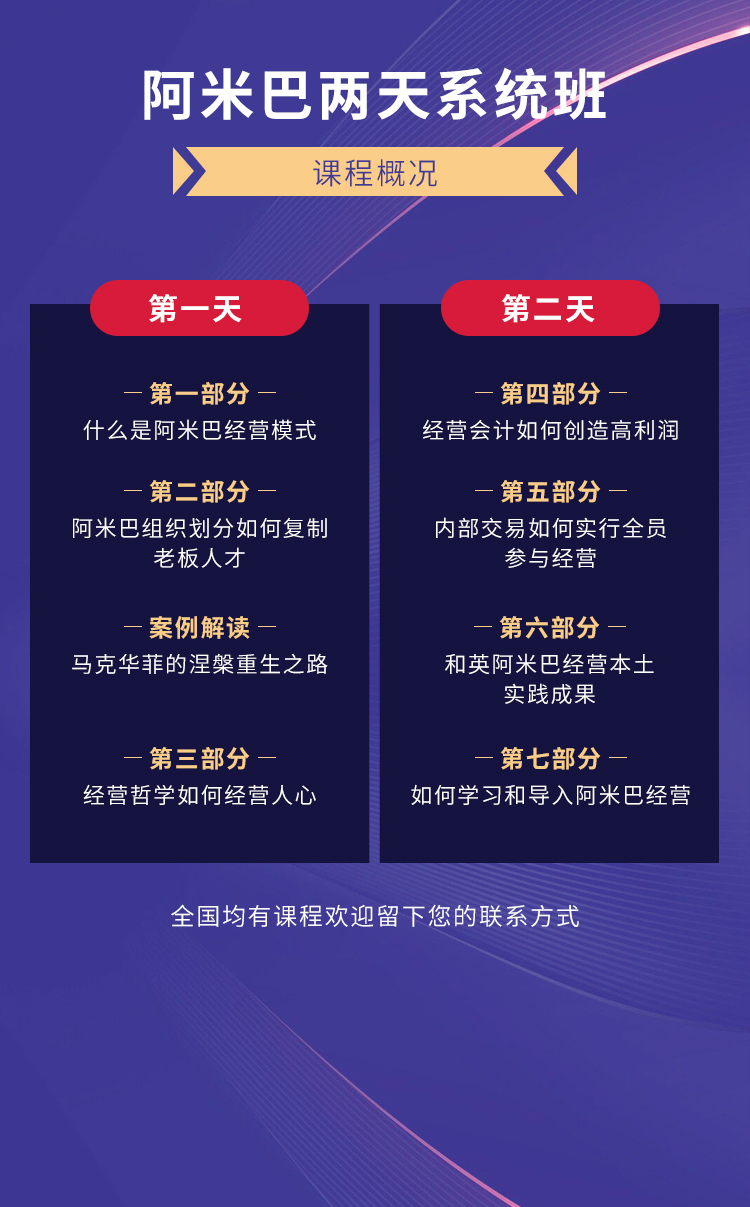 阿米巴两天系统班
课程概况
第一天
第一部分
什么是阿米巴经营模式
第二部分
阿米巴组织划分如何复制
老板人才
案例解读
马克华菲的涅槃重生之路
第三部分
经营哲学如何经营人心
第二天
第四部分
经营会计如何创造高利润
第五部分
内部交易如何实行全员
参与经营
第六部分
和英阿米巴经营本土
实践成果
第七部分
如何学习和导入阿米巴经营
全国均有课程欢迎留下您的联系方式